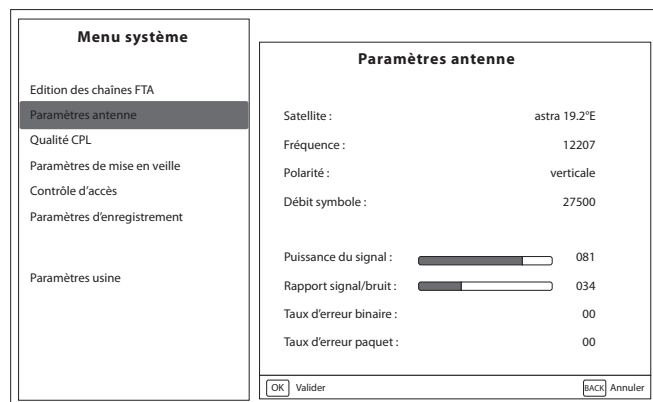 Menu système
Edition des chaînes FTA
Paramètres antenne
Qualité CPL
Paramètres de mise en veille
Contrôle d'accès
Paramètres d'enregistrement
Paramètres usine
Paramètres antenne
Satellite : astra 19.2°E
Fréquence : 12207
Polarité : verticale
Débit symbole : 27500
Puissance du signal : 081
Rapport signal/bruit : 034
Taux d'erreur binaire : 00
Taux d'erreur paquet : 00
OK Valider BACK Annuler